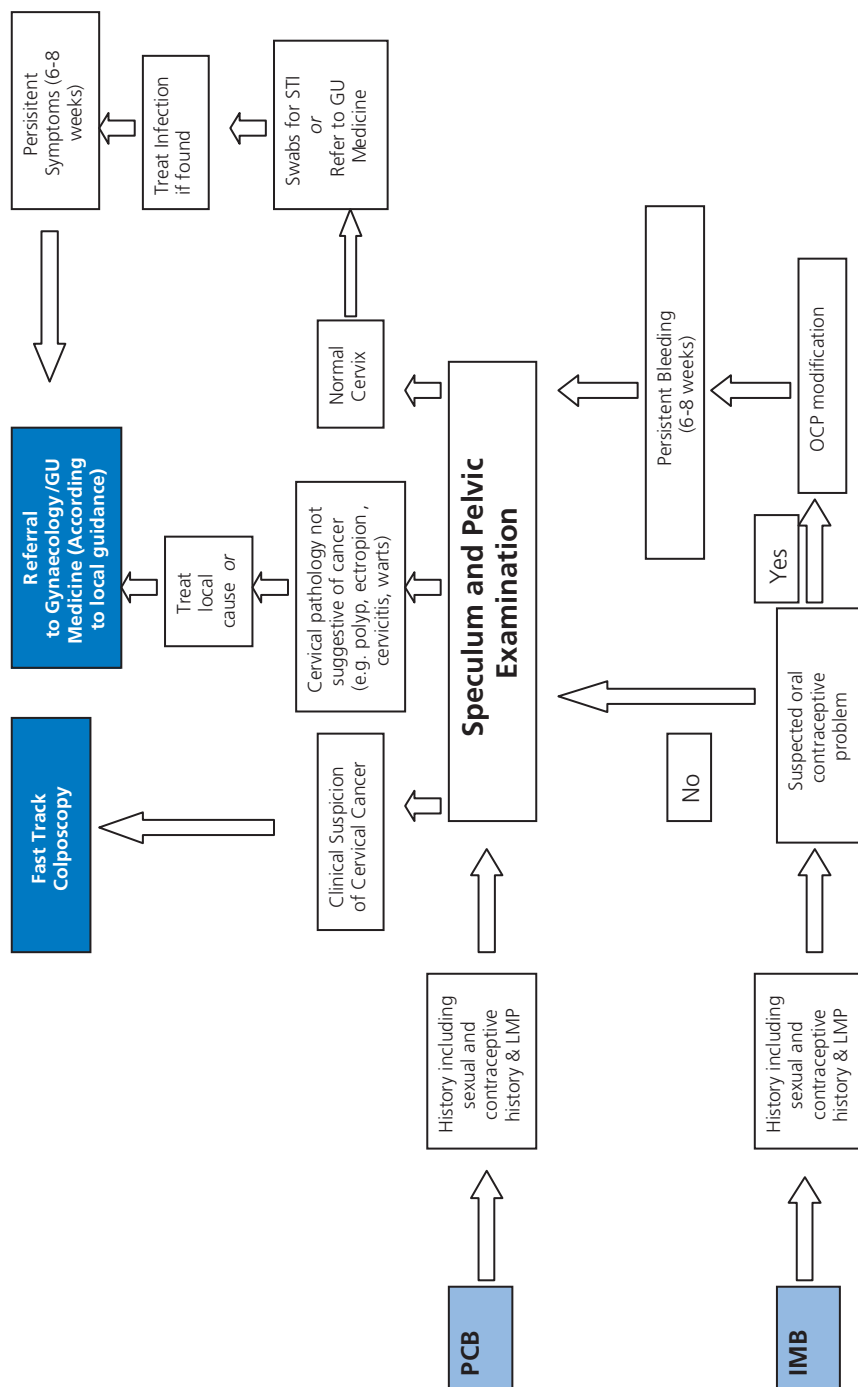 PCB
History including
sexual and
contraceptive
history & LMP
Speculum and Pelvic
Examination
Clinical Suspicion
of Cervical Cancer
Fast Track
Colposcopy
Cervical pathology not
suggestive of cancer
(e.g. polyp, ectropion ,
cervicitis, warts)
Treat
local
cause or
Referral
to Gynaecology/GU
Medicine (According
to local guidance)
Normal
Cervix
Swabs for STI
or
Refer to GU
Medicine
Treat Infection
if found
Persisitent
Symptoms (6-8
weeks)
IMB
History including
sexual and
contraceptive
history & LMP
Suspected oral
contraceptive
problem
No
Yes
OCP modification
Persistent Bleeding
(6-8 weeks)